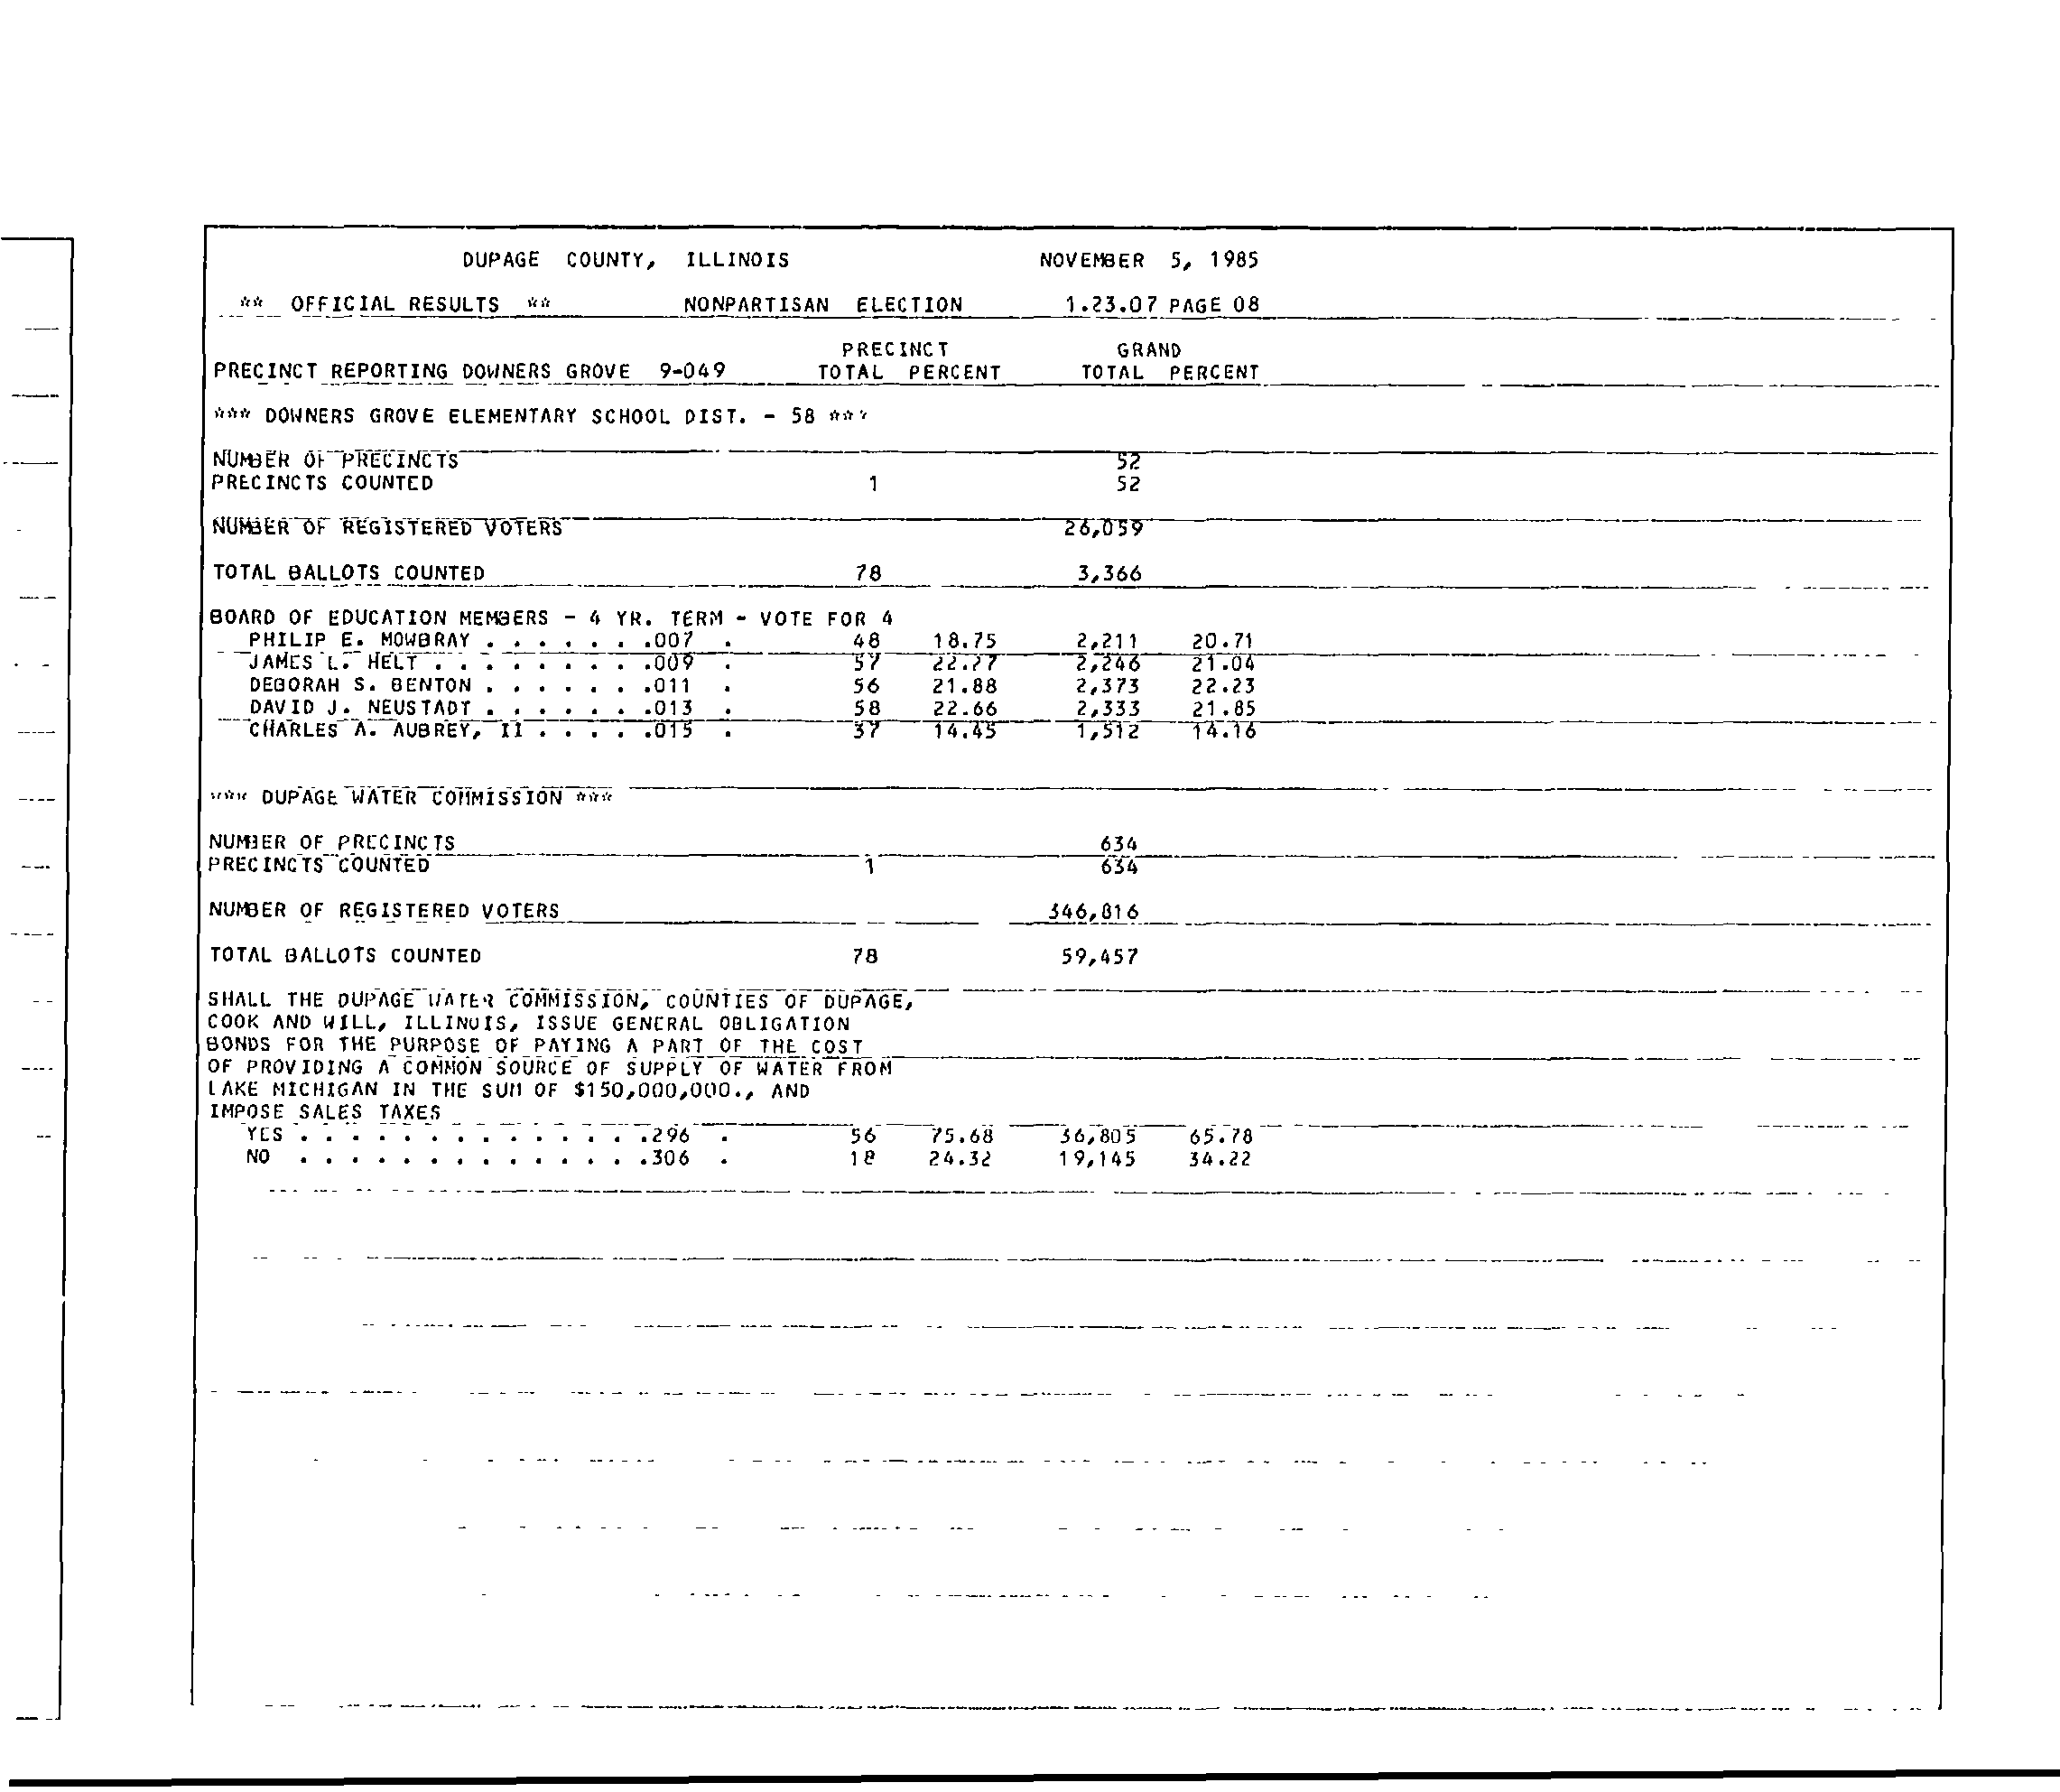 DUPAGE COUNTY, ILLINOIS NOVEMBER 5, 1985
** OFFICIAL RESULTS ** NONPARTISAN ELECTION 1.23.07 PAGE 08
PRECINCT GRAND
PRECINCT REPORTING DOWNERS GROVE 9-049 TOTAL PERCENT TOTAL PERCENT
*** DOWNERS GROVE ELEMENTARY SCHOOL DIST. - 58 ***
NUMBER OF PRECINCTS 52
PRECINCTS COUNTED 1 52
NUMBER OF REGISTERED VOTERS 26,059
TOTAL BALLOTS COUNTED 78 3,366
BOARD OF EDUCATION MEMBERS - 4 YR. TERM - VOTE FOR 4
PHILIP E. MOWBRAY . . . . . . .007 . 48 18.75 2,211 20.71
JAMES L. HELT . . . . . . . . .009 . 57 22.27 2,246 21.04
DEBORAH S. BENTON . . . . . . .011 . 56 21.88 2,373 22.23
DAVID J. NEUSTADT . . . . . . .013 . 58 22.66 2,333 21.85
CHARLES A. AUBREY, II . . . . .015 . 37 14.45 1,512 14.16
*** DUPAGE WATER COMMISSION ***
NUMBER OF PRECINCTS 634
PRECINCTS COUNTED 1 634
NUMBER OF REGISTERED VOTERS 346,816
TOTAL BALLOTS COUNTED 78 59,457
SHALL THE DUPAGE WATER COMMISSION, COUNTIES OF DUPAGE,
COOK AND WILL, ILLINOIS, ISSUE GENERAL OBLIGATION
BONDS FOR THE PURPOSE OF PAYING A PART OF THE COST
OF PROVIDING A COMMON SOURCE OF SUPPLY OF WATER FROM
LAKE MICHIGAN IN THE SUM OF $150,000,000., AND
IMPOSE SALES TAXES
YES . . . . . . . . . . . . . .296 . 56 75.68 36,805 65.78
NO . . . . . . . . . . . . . .306 . 18 24.32 19,145 34.22